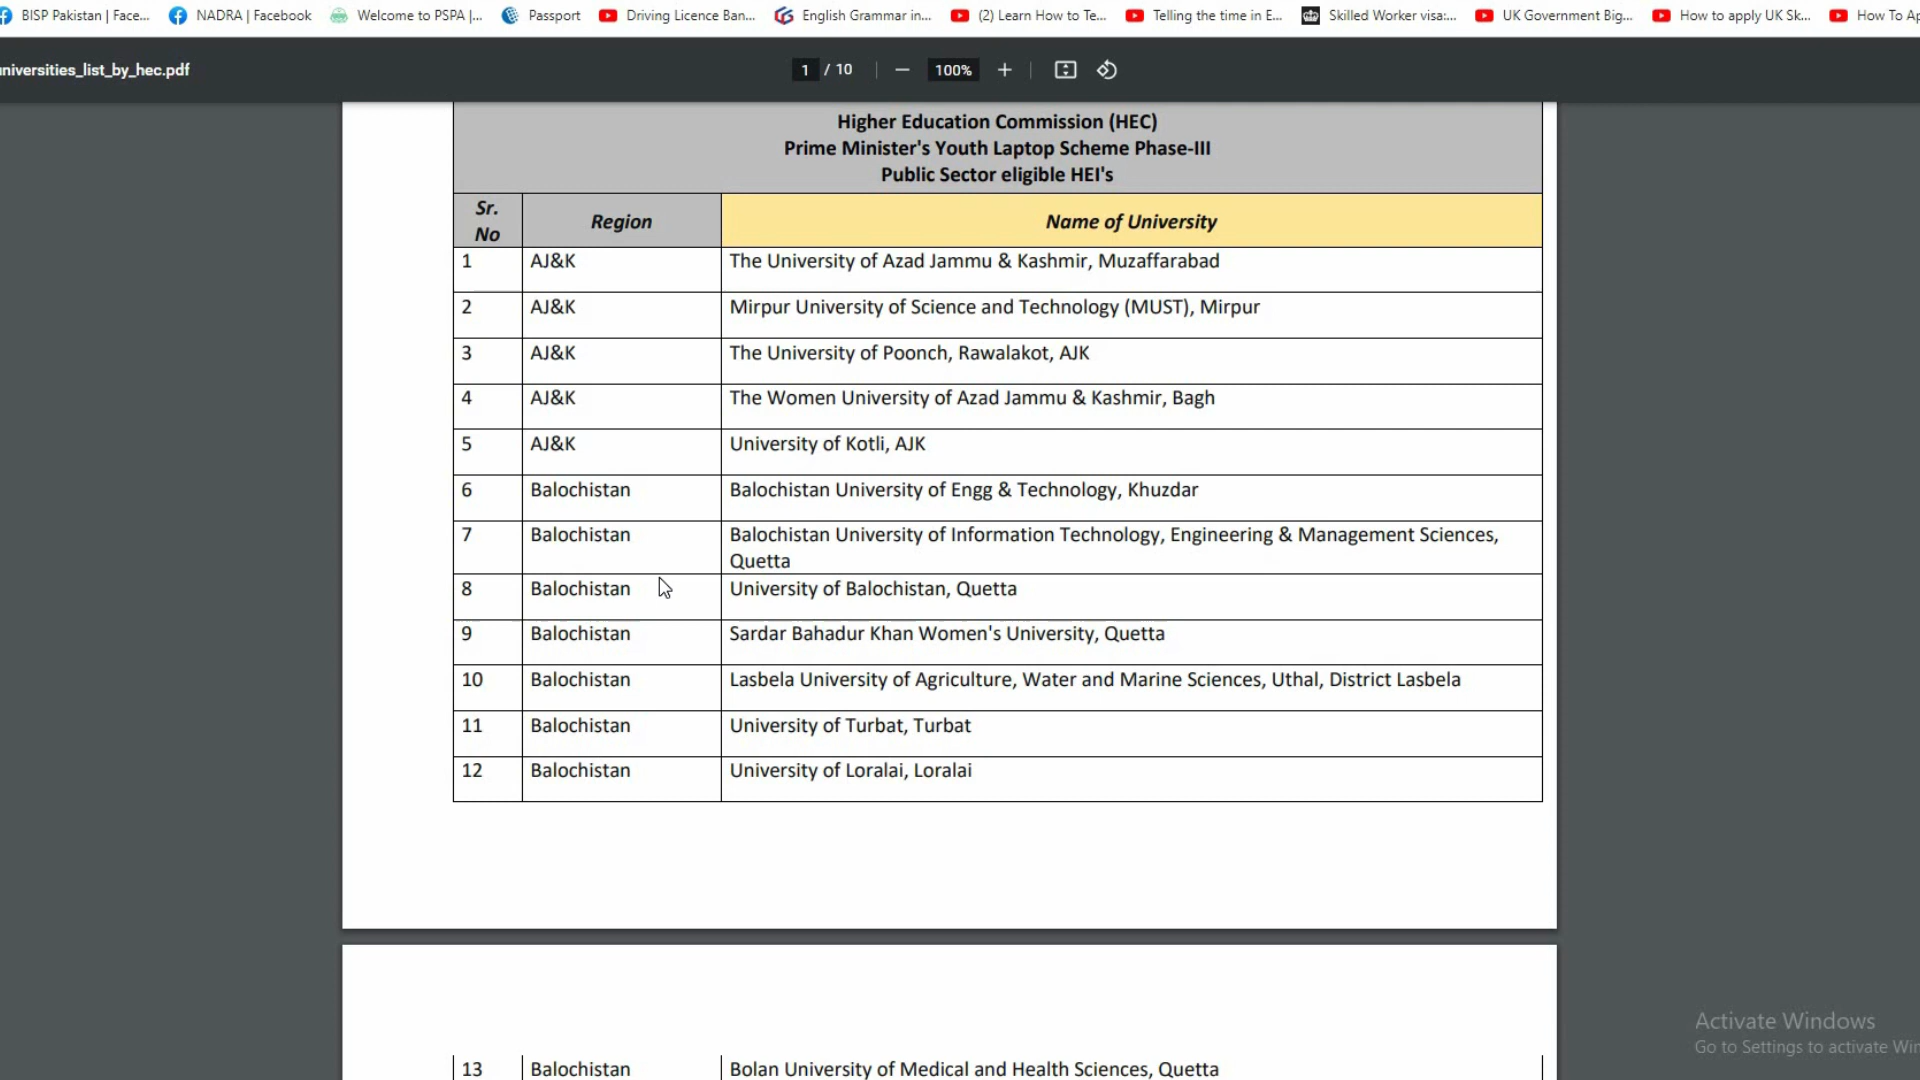 BISP Pakistan | Face... NADRA | Facebook Welcome to PSPA |... Passport Driving Licence Ban... English Grammar in... (2) Learn How to Te... Telling the time in E... Skilled Worker visa:... UK Government Big... How to apply UK Sk... How To Ap
niversities_list_by_hec.pdf 1 / 10 100%
Higher Education Commission (HEC)
Prime Minister's Youth Laptop Scheme Phase-III
Public Sector eligible HEI's
Sr. No Region Name of University
1 AJ&K The University of Azad Jammu & Kashmir, Muzaffarabad
2 AJ&K Mirpur University of Science and Technology (MUST), Mirpur
3 AJ&K The University of Poonch, Rawalakot, AJK
4 AJ&K The Women University of Azad Jammu & Kashmir, Bagh
5 AJ&K University of Kotli, AJK
6 Balochistan Balochistan University of Engg & Technology, Khuzdar
7 Balochistan Balochistan University of Information Technology, Engineering & Management Sciences,
Quetta
8 Balochistan University of Balochistan, Quetta
9 Balochistan Sardar Bahadur Khan Women's University, Quetta
10 Balochistan Lasbela University of Agriculture, Water and Marine Sciences, Uthal, District Lasbela
11 Balochistan University of Turbat, Turbat
12 Balochistan University of Loralai, Loralai
Activate Windows
Go to Settings to activate Win
13 Balochistan Bolan University of Medical and Health Sciences, Quetta